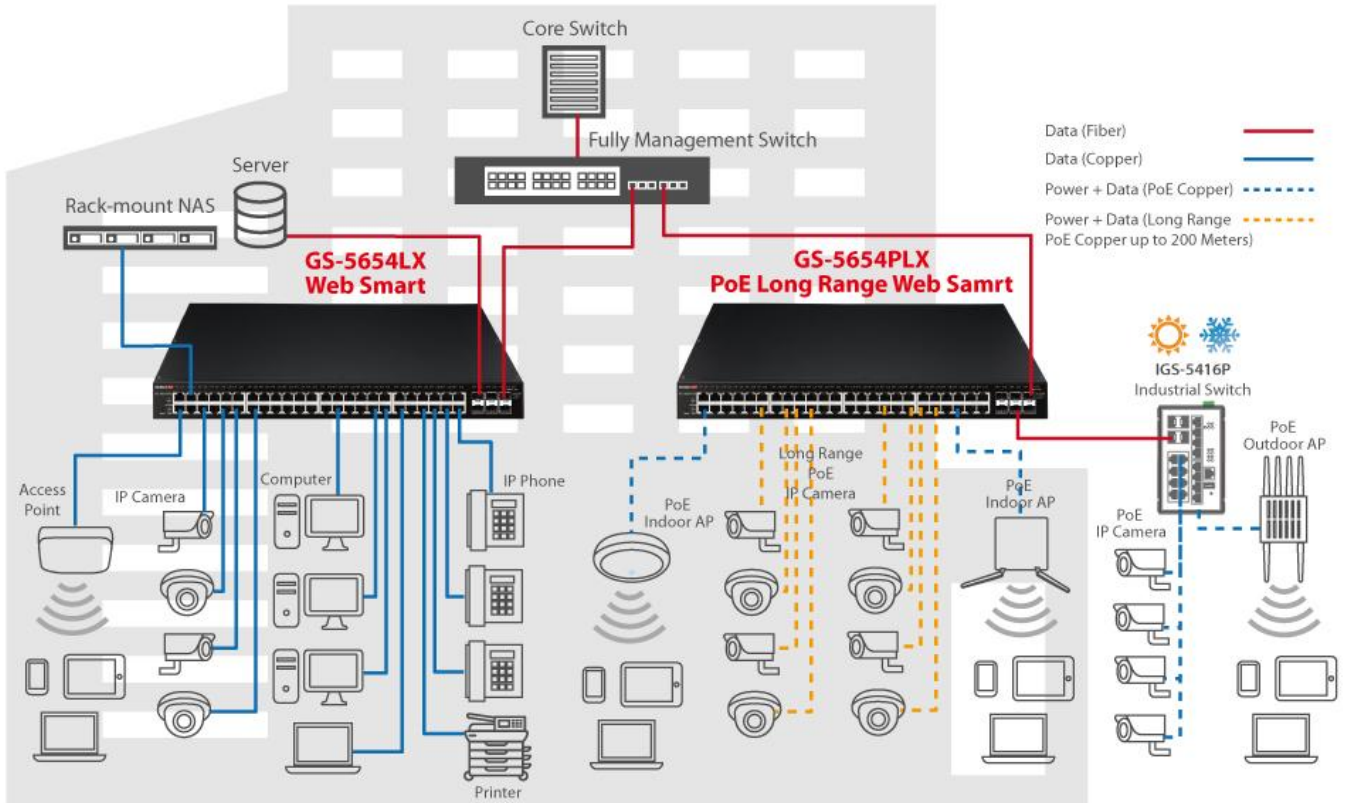 Core Switch
Fully Management Switch
Server
Rack-mount NAS
Data (Fiber)
Data (Copper)
Power + Data (PoE Copper)
Power + Data (Long Range
PoE Copper up to 200 Meters)
GS-5654LX
Web Smart
GS-5654PLX
PoE Long Range Web Samrt
IGS-5416P
Industrial Switch
PoE
Outdoor AP
Access
Point
IP Camera
Computer
IP Phone
PoE
Indoor AP
Long Range
PoE
IP Camera
PoE
Indoor AP
PoE
IP Camera
Printer